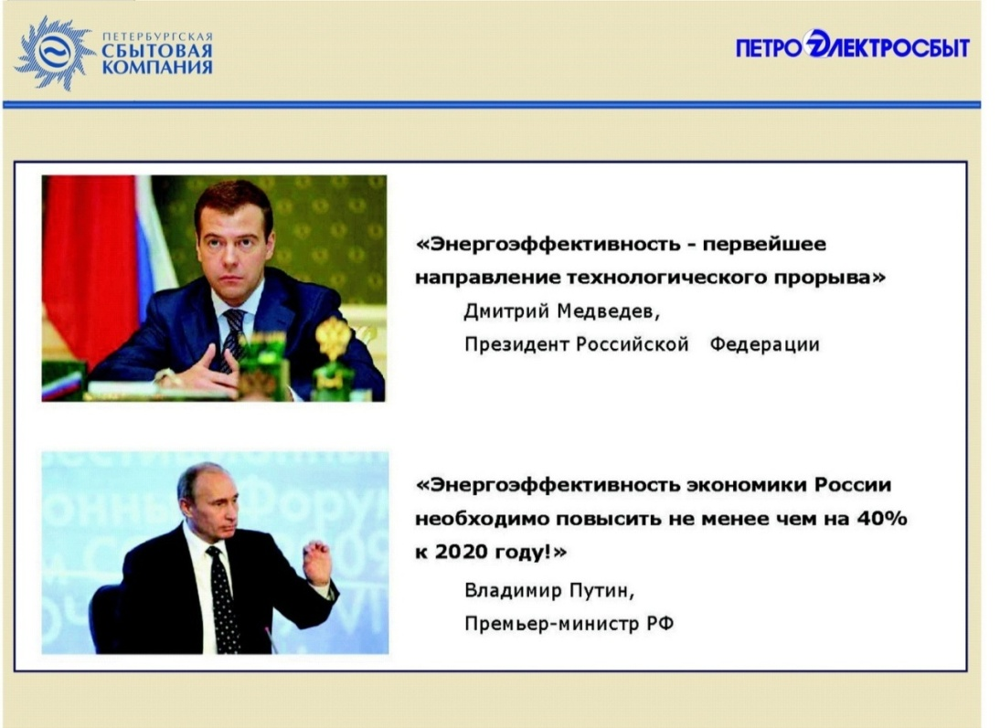 ПЕТЕРБУРГСКАЯ
СБЫТОВАЯ
КОМПАНИЯ
ПЕТРОЭЛЕКТРОСБЫТ
«Энергоэффективность - первейшее
направление технологического прорыва»
Дмитрий Медведев,
Президент Российской Федерации
«Энергоэффективность экономики России
необходимо повысить не менее чем на 40%
к 2020 году!»
Владимир Путин,
Премьер-министр РФ